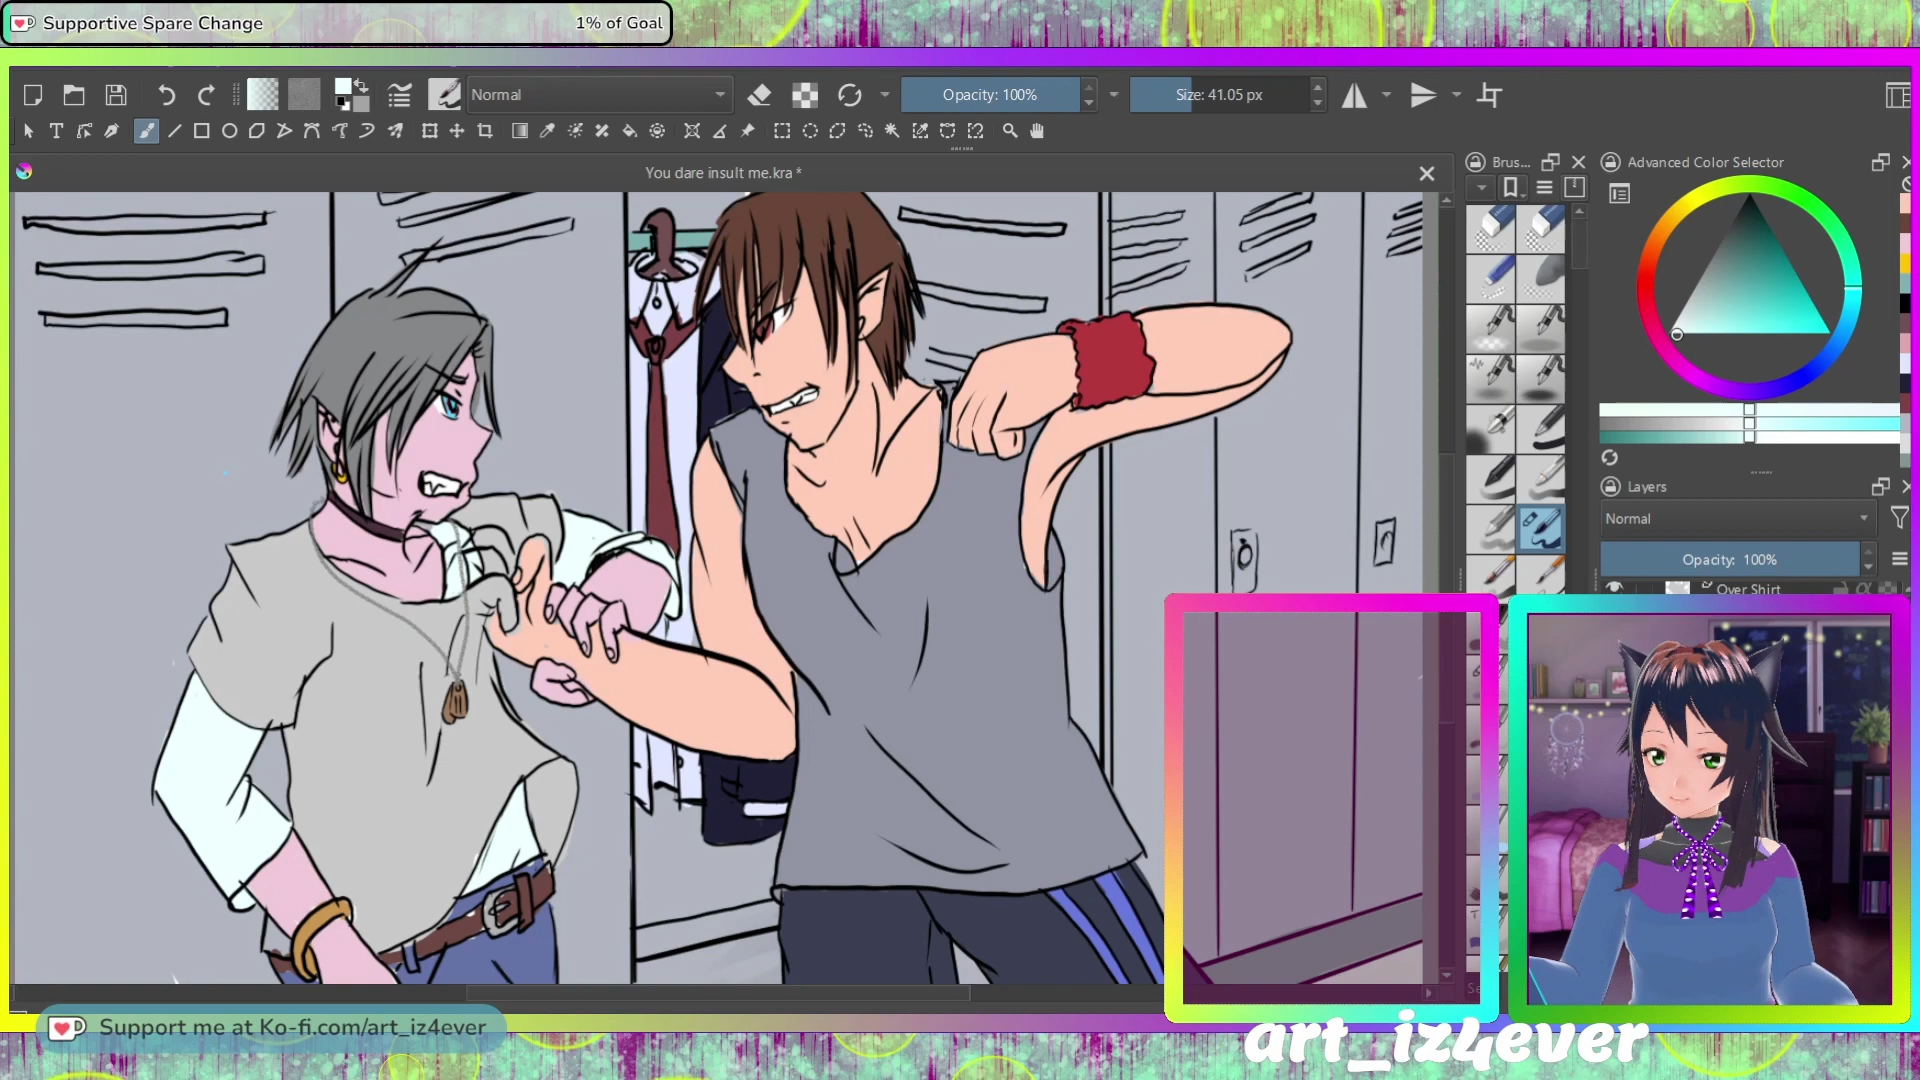 Supportive Spare Change 1% of Goal
Normal Opacity: 100% Size: 41.05 px
You dare insult me.kra *
Brus... Advanced Color Selector
Layers
Normal
Opacity: 100%
Over Shirt
Support me at Ko-fi.com/art_iz4ever
art_iz4ever